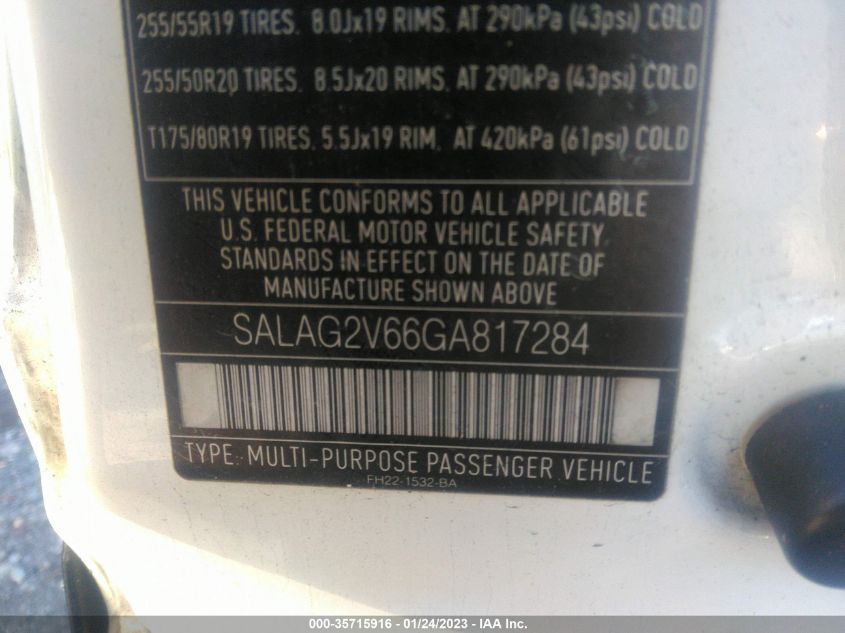 255/55R19 TIRES. 8.0Jx19 RIMS. AT 290kPa (43psi) COLD
255/50R20 TIRES. 8.5Jx20 RIMS. AT 290kPa (43psi) COLD
T175/80R19 TIRES. 5.5Jx19 RIM. AT 420kPa (61psi) COLD
THIS VEHICLE CONFORMS TO ALL APPLICABLE
U.S. FEDERAL MOTOR VEHICLE SAFETY
STANDARDS IN EFFECT ON THE DATE OF
MANUFACTURE SHOWN ABOVE
SALAG2V66GA817284
TYPE: MULTI-PURPOSE PASSENGER VEHICLE
FH22-1532-BA
000-35715916 - 01/24/2023 - IAA Inc.